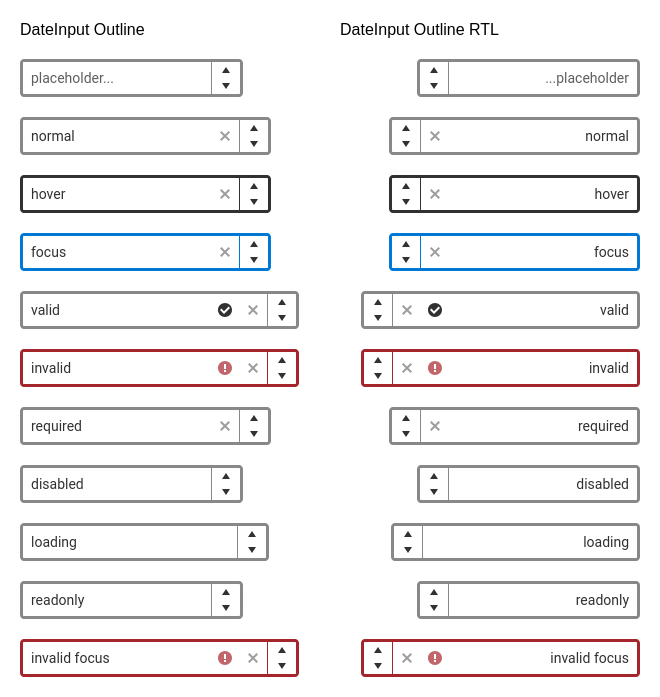 DateInput Outline
DateInput Outline RTL
placeholder...
...placeholder
normal
normal
hover
hover
focus
focus
valid
valid
invalid
invalid
required
required
disabled
disabled
loading
loading
readonly
readonly
invalid focus
invalid focus